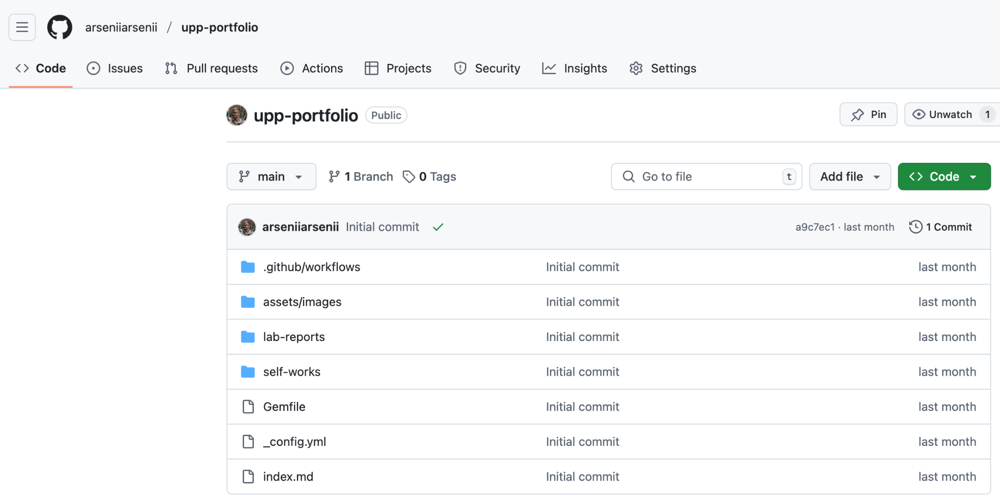 arseniiarsenii / upp-portfolio
Code Issues Pull requests Actions Projects Security Insights Settings
upp-portfolio Public Pin Unwatch 1
main 1 Branch 0 Tags Go to file t Add file Code
arseniiarsenii Initial commit a9c7ec1 · last month 1 Commit
.github/workflows Initial commit last month
assets/images Initial commit last month
lab-reports Initial commit last month
self-works Initial commit last month
Gemfile Initial commit last month
_config.yml Initial commit last month
index.md Initial commit last month